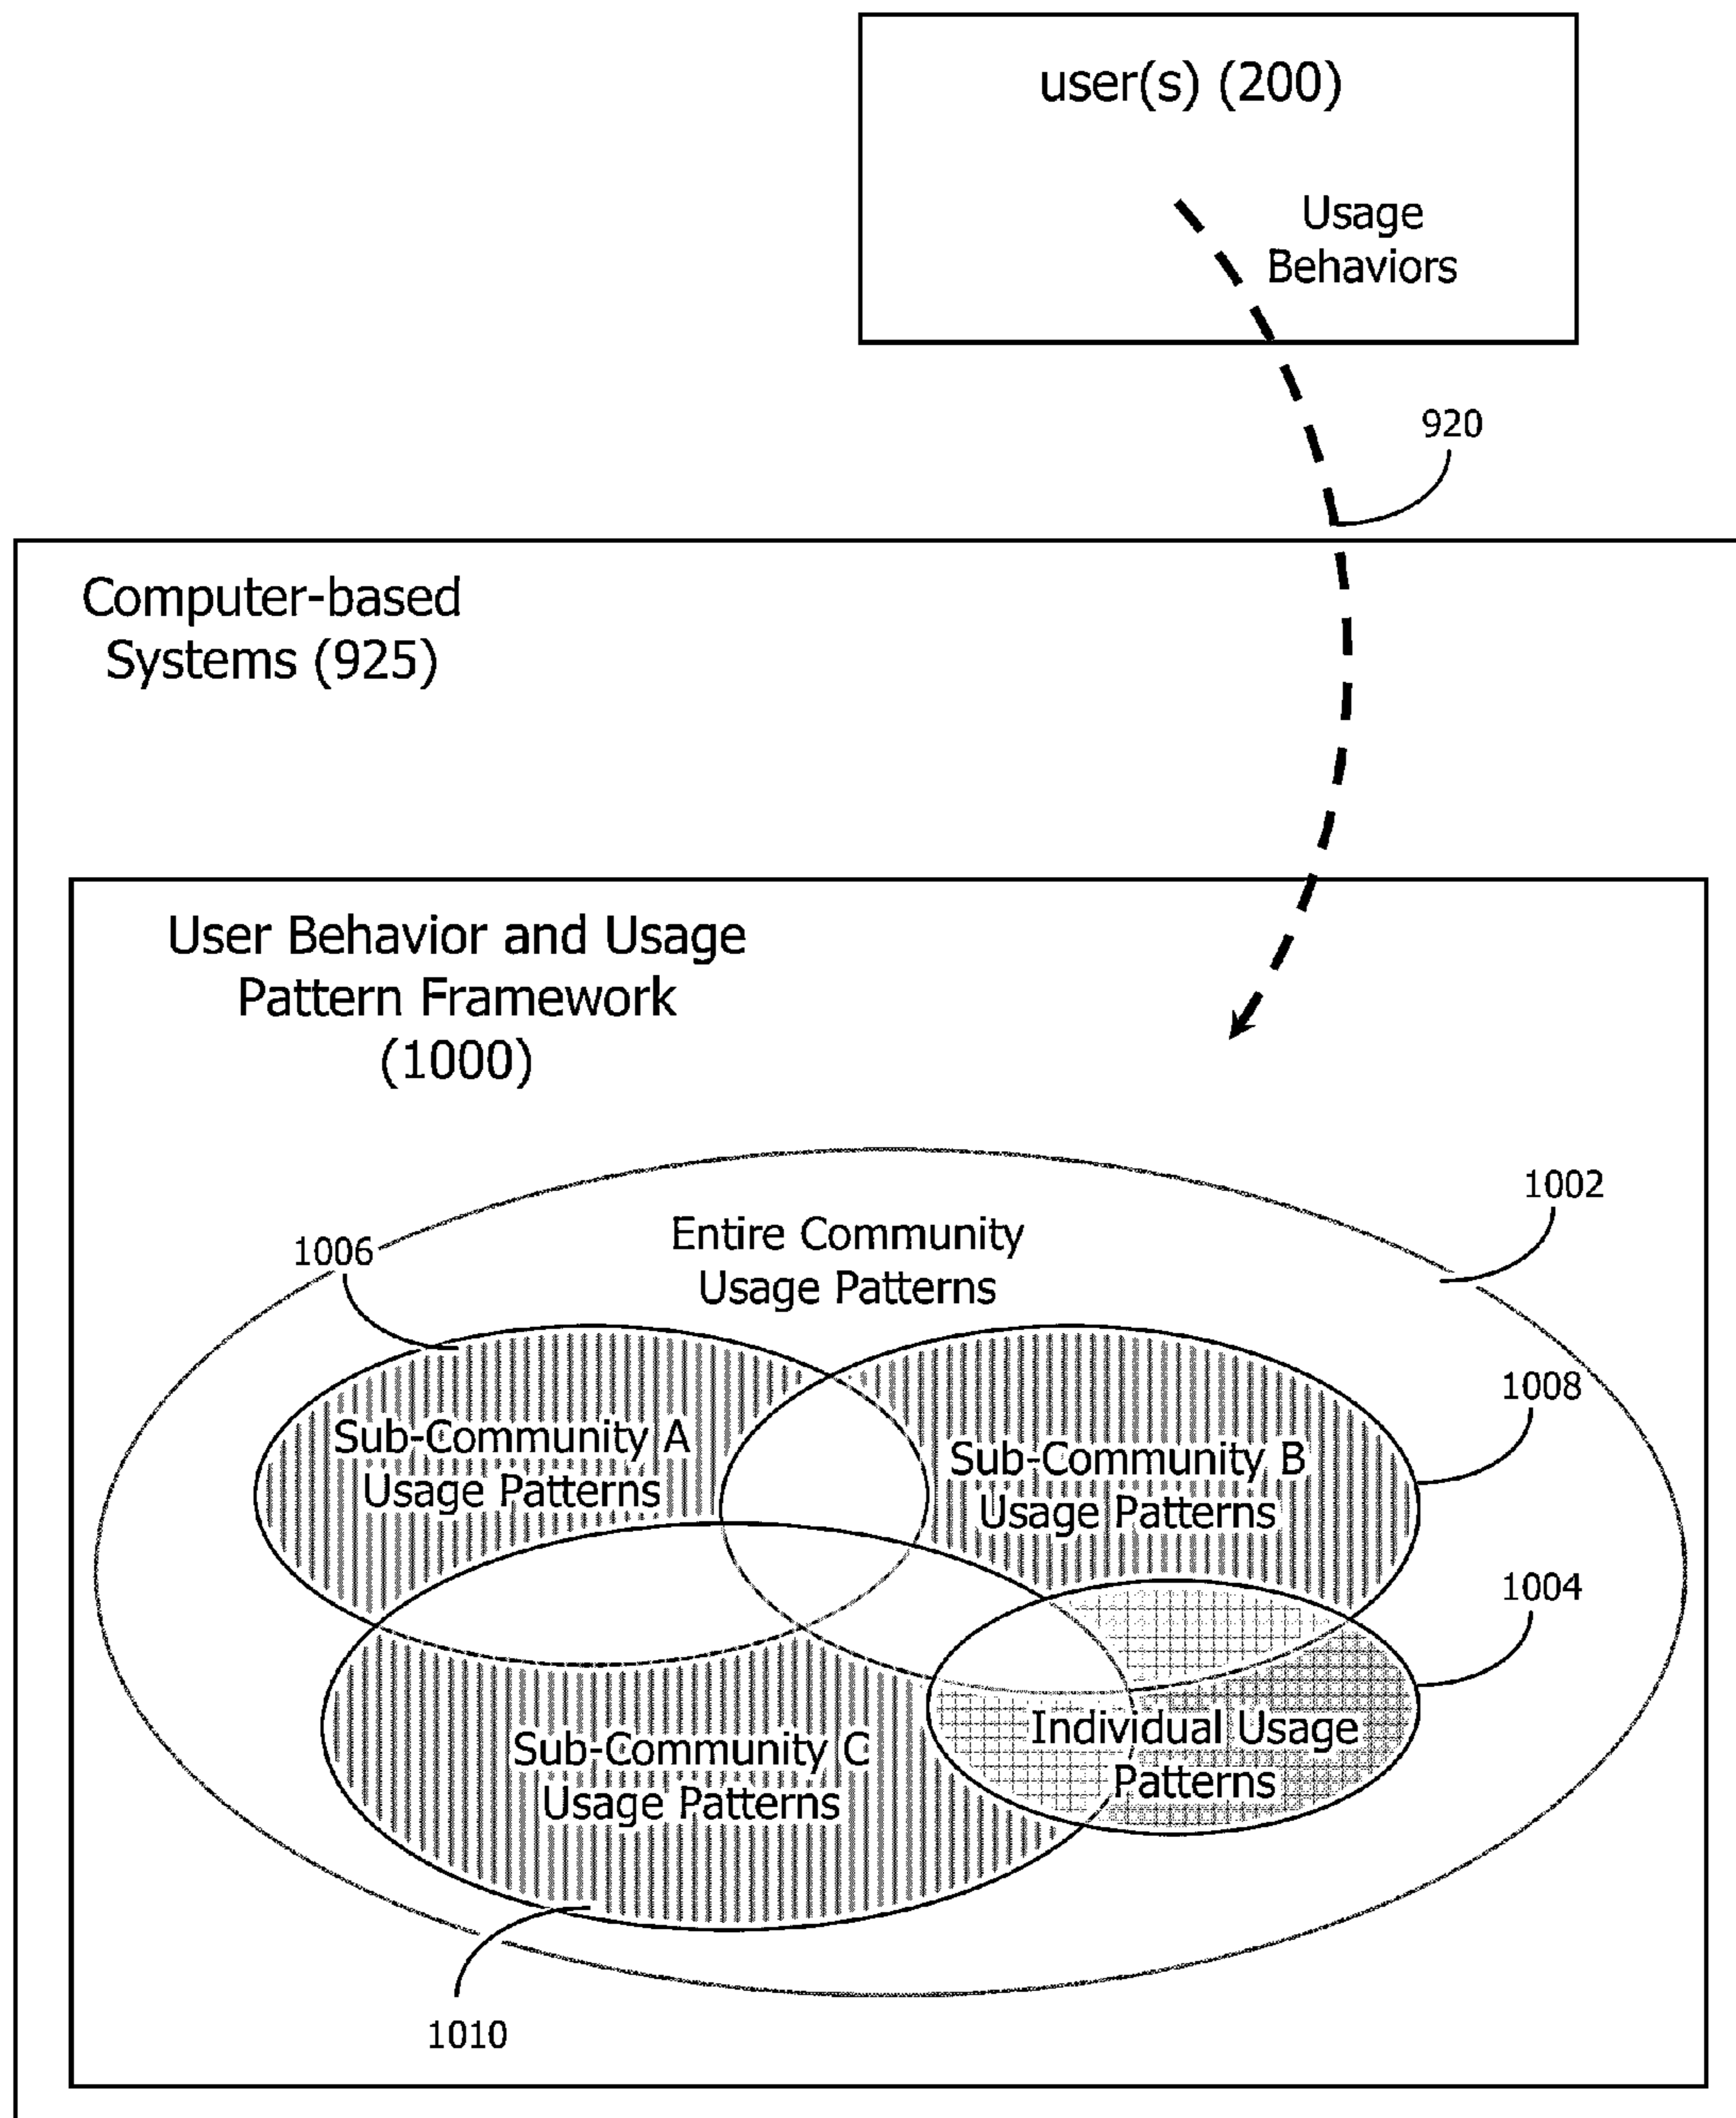 user(s) (200)
Usage
Behaviors
920
Computer-based
Systems (925)
User Behavior and Usage
Pattern Framework
(1000)
1002
Entire Community
Usage Patterns
1006
1008
Sub-Community A
Usage Patterns
Sub-Community B
Usage Patterns
1004
Individual Usage
Patterns
Sub-Community C
Usage Patterns
1010